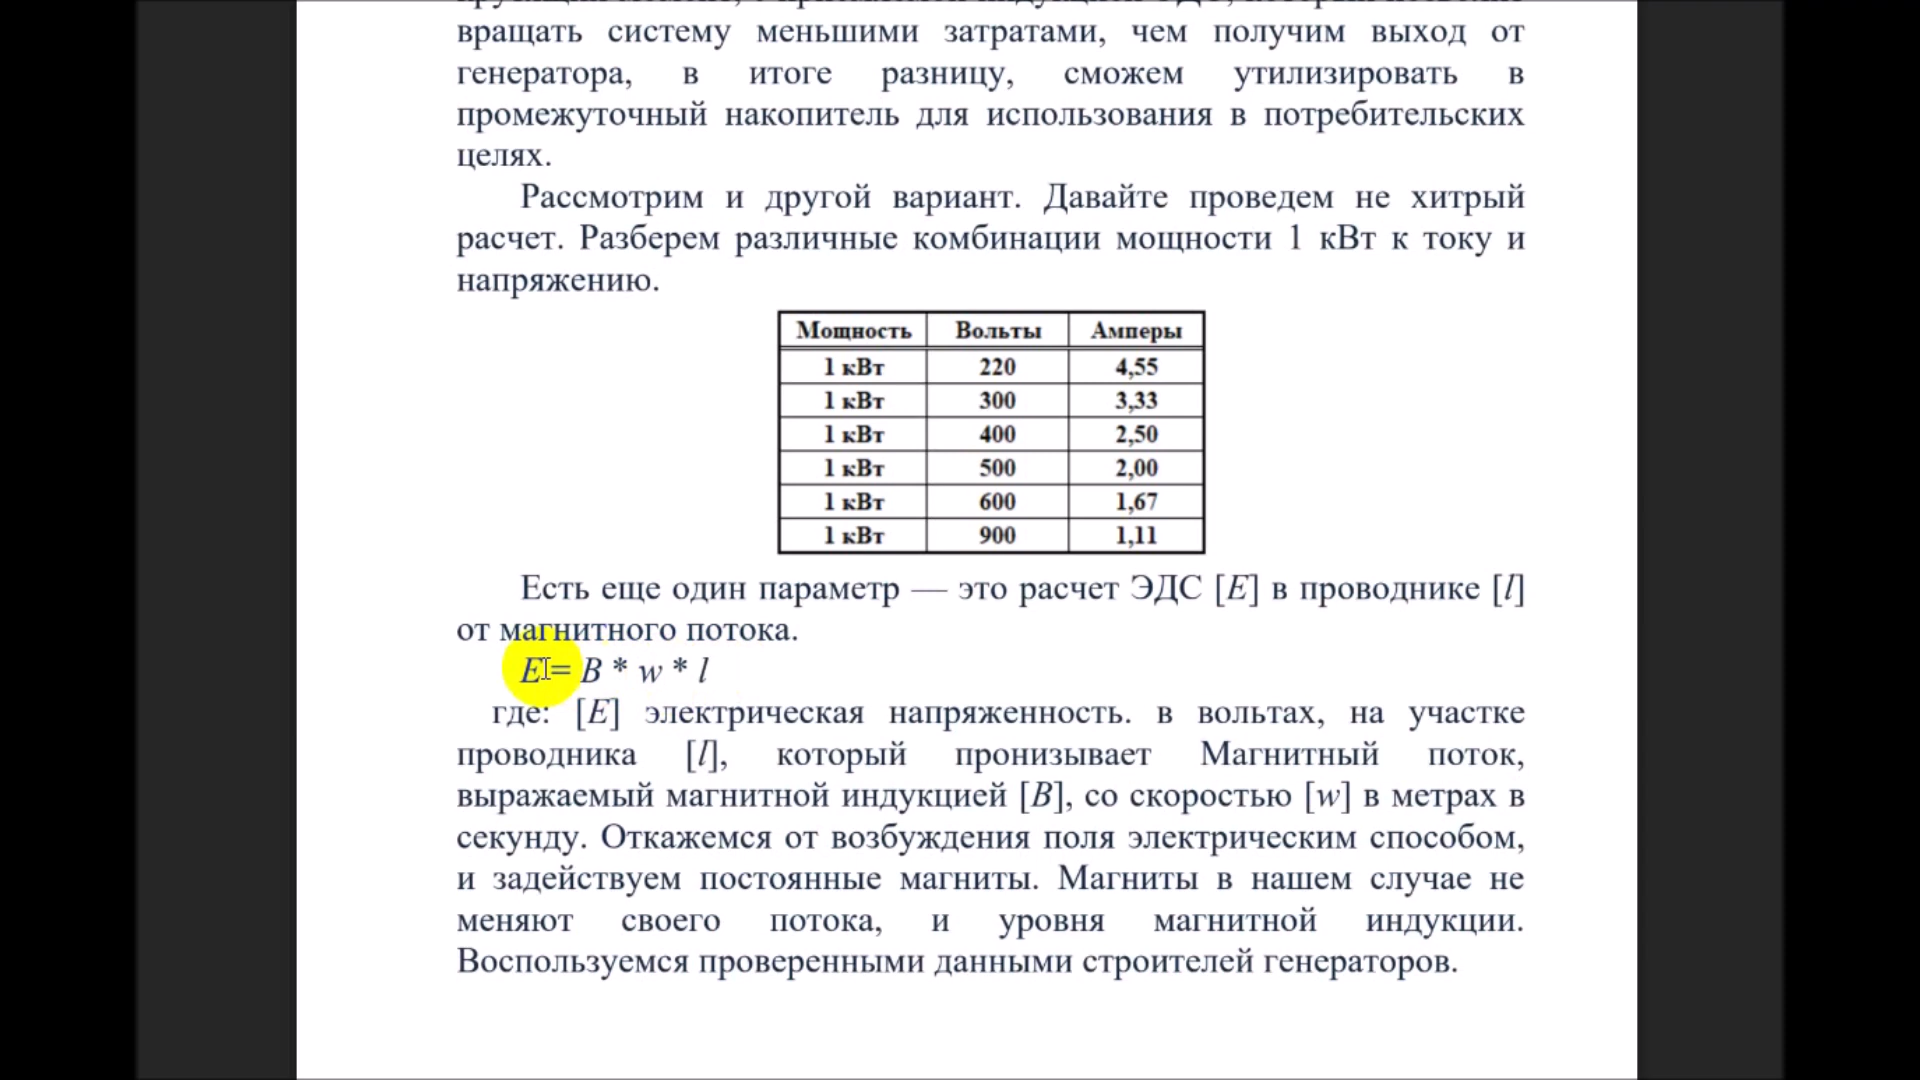 вращать систему меньшими затратами, чем получим выход от
генератора, в итоге разницу, сможем утилизировать в
промежуточный накопитель для использования в потребительских
целях.
Рассмотрим и другой вариант. Давайте проведем не хитрый
расчет. Разберем различные комбинации мощности 1 кВт к току и
напряжению.
Мощность Вольты Амперы
1 кВт 220 4,55
1 кВт 300 3,33
1 кВт 400 2,50
1 кВт 500 2,00
1 кВт 600 1,67
1 кВт 900 1,11
Есть еще один параметр — это расчет ЭДС [E] в проводнике [l]
от магнитного потока.
E = B * w * l
где: [E] электрическая напряженность. в вольтах, на участке
проводника [l], который пронизывает Магнитный поток,
выражаемый магнитной индукцией [B], со скоростью [w] в метрах в
секунду. Откажемся от возбуждения поля электрическим способом,
и задействуем постоянные магниты. Магниты в нашем случае не
меняют своего потока, и уровня магнитной индукции.
Воспользуемся проверенными данными строителей генераторов.